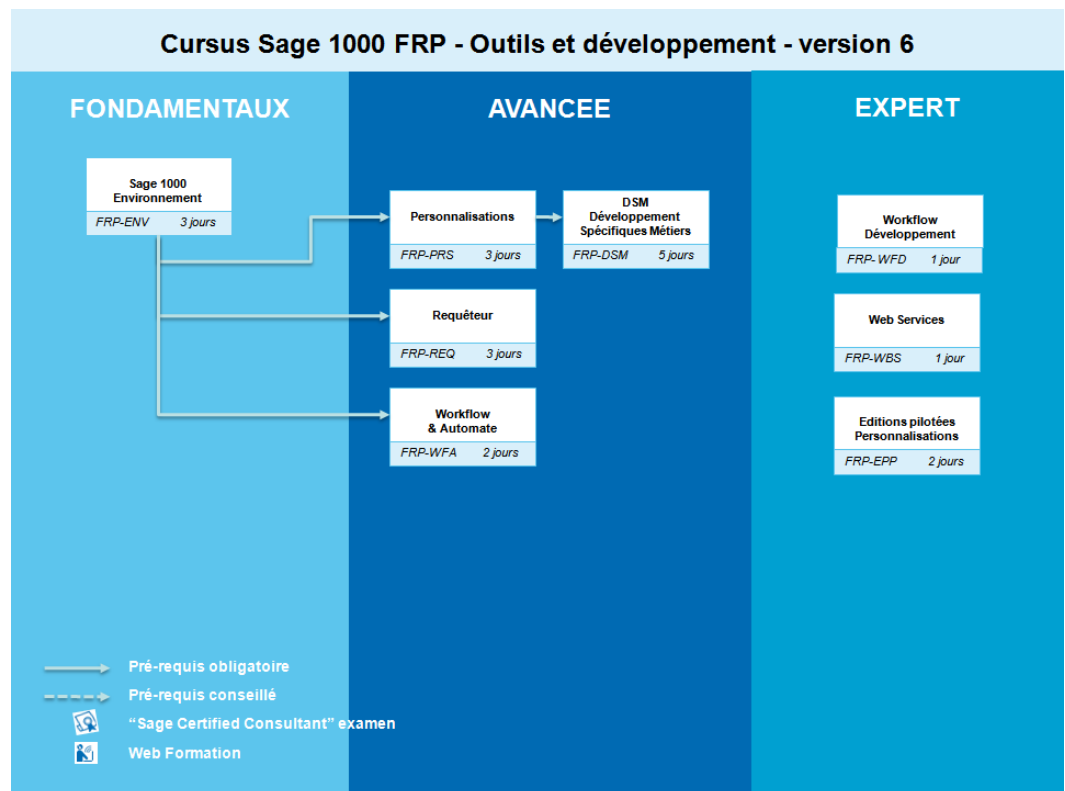 Cursus Sage 1000 FRP - Outils et développement - version 6
FONDAMENTAUX
Sage 1000
Environnement
FRP-ENV 3 jours
AVANCEE
Personnalisations
FRP-PRS 3 jours
DSM
Développement
Spécifiques Métiers
FRP-DSM 5 jours
Requêteur
FRP-REQ 3 jours
Workflow
& Automate
FRP-WFA 2 jours
EXPERT
Workflow
Développement
FRP- WFD 1 jour
Web Services
FRP-WBS 1 jour
Editions pilotées
Personnalisations
FRP-EPP 2 jours
Pré-requis obligatoire
Pré-requis conseillé
“Sage Certified Consultant” examen
Web Formation